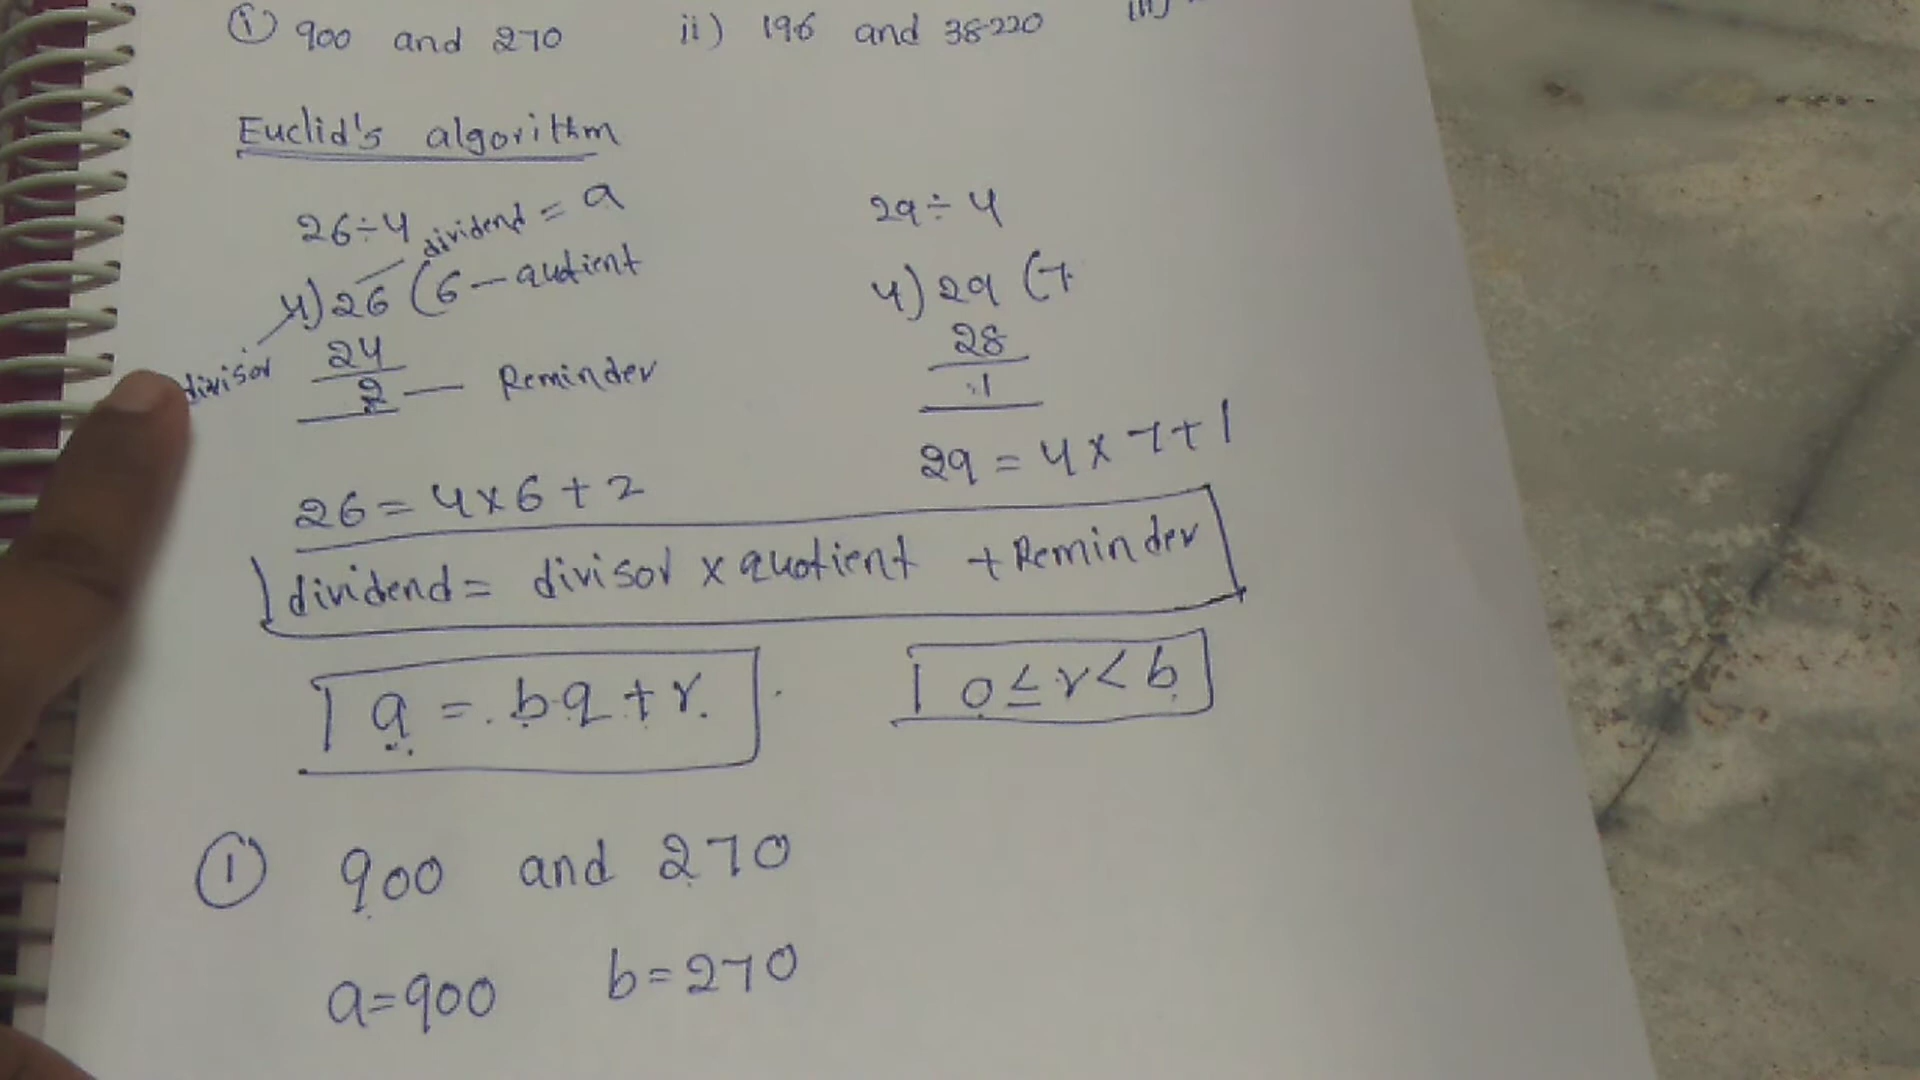 ① 900 and 270 ii) 196 and 38220
Euclid's algorithm
26÷4 dividend = a
4)26(6 — quotient
divisor
24
2 — Reminder
26 = 4×6+2
29÷4
4)29(7
28
1
29 = 4×7+1
dividend = divisor × quotient + Reminder
a = bq + r
0≤r<b
① 900 and 270
a=900 b=270